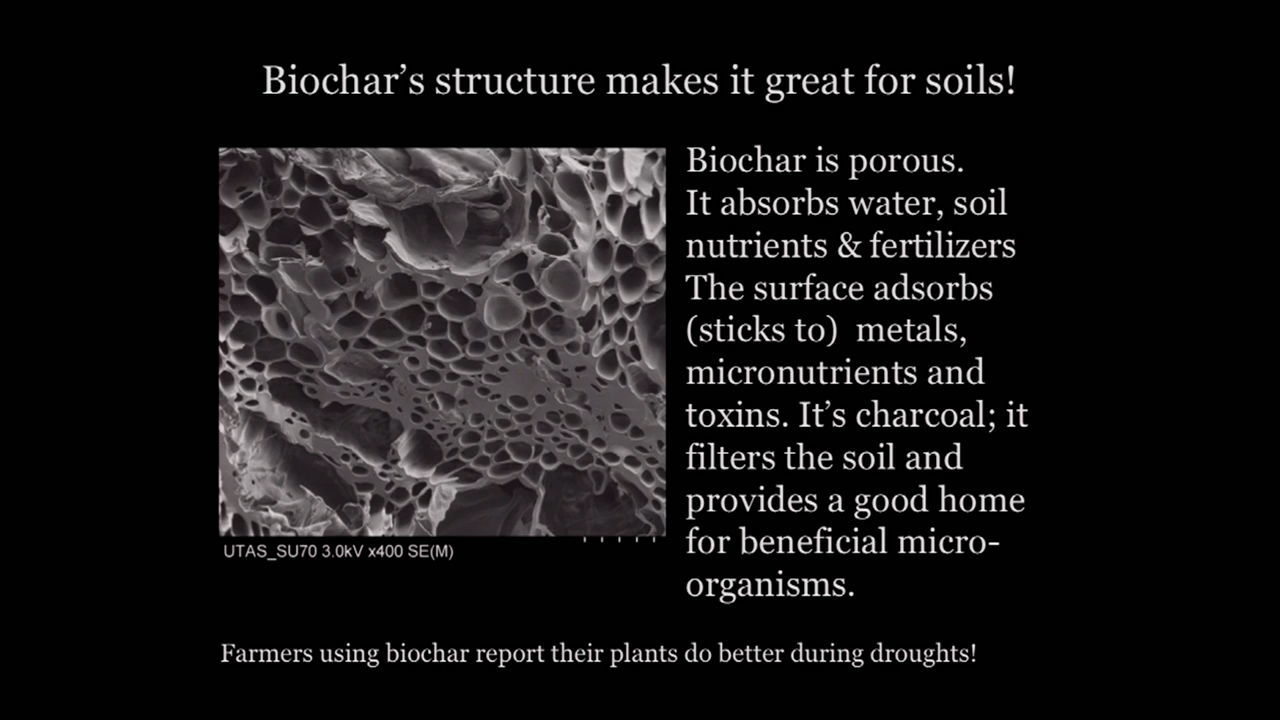 Biochar’s structure makes it great for soils!
Biochar is porous.
It absorbs water, soil
nutrients & fertilizers
The surface adsorbs
(sticks to)  metals,
micronutrients and
toxins. It’s charcoal; it
filters the soil and
provides a good home
for beneficial micro-
organisms.
UTAS_SU70 3.0kV x400 SE(M)
Farmers using biochar report their plants do better during droughts!